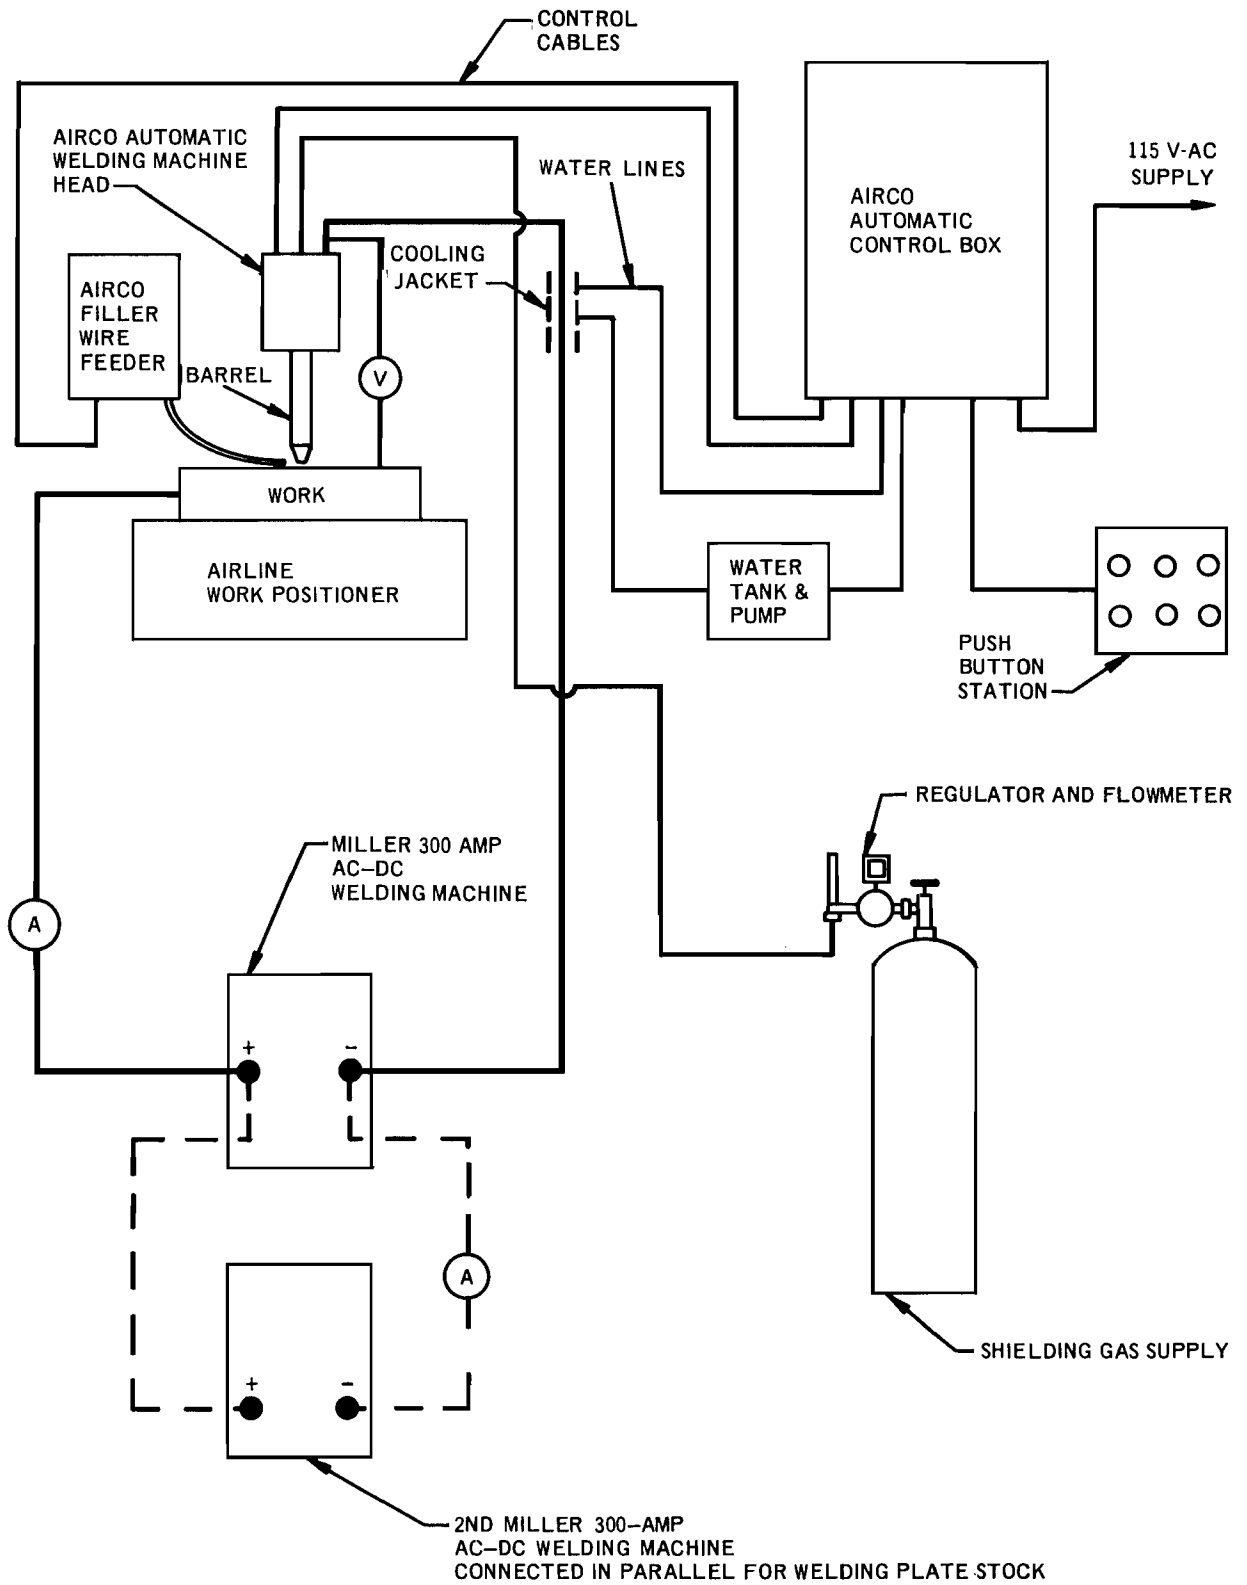 CONTROL
CABLES
AIRCO AUTOMATIC
WELDING MACHINE
HEAD
WATER LINES
115 V-AC
SUPPLY
AIRCO
AUTOMATIC
CONTROL BOX
COOLING
JACKET
AIRCO
FILLER
WIRE
FEEDER
BARREL
V
WORK
AIRLINE
WORK POSITIONER
WATER
TANK &
PUMP
PUSH
BUTTON
STATION
REGULATOR AND FLOWMETER
MILLER 300 AMP
AC-DC
WELDING MACHINE
A
+ -
A
SHIELDING GAS SUPPLY
+ -
2ND MILLER 300-AMP
AC-DC WELDING MACHINE
CONNECTED IN PARALLEL FOR WELDING PLATE STOCK